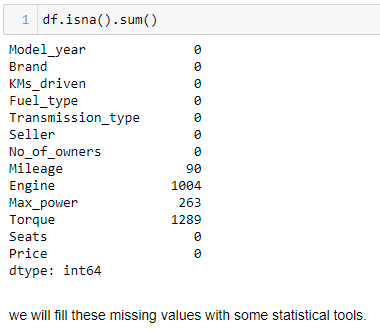 1 df.isna().sum()
Model_year 0
Brand 0
KMs_driven 0
Fuel_type 0
Transmission_type 0
Seller 0
No_of_owners 0
Mileage 90
Engine 1004
Max_power 263
Torque 1289
Seats 0
Price 0
dtype: int64
we will fill these missing values with some statistical tools.